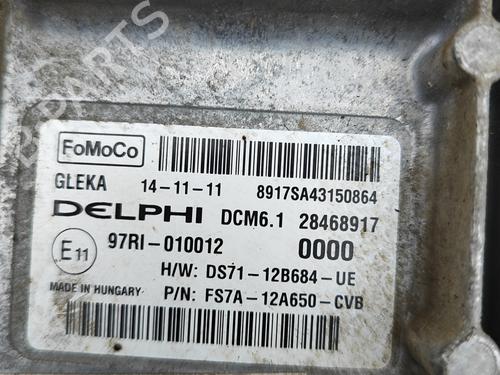 B-PARTS
FoMoCo
GLEKA 14-11-11 8917SA43150864
DELPHI DCM6.1 28468917
E11 97RI-010012 0000
H/W: DS71-12B684-UE
MADE IN HUNGARY P/N: FS7A-12A650-CVB